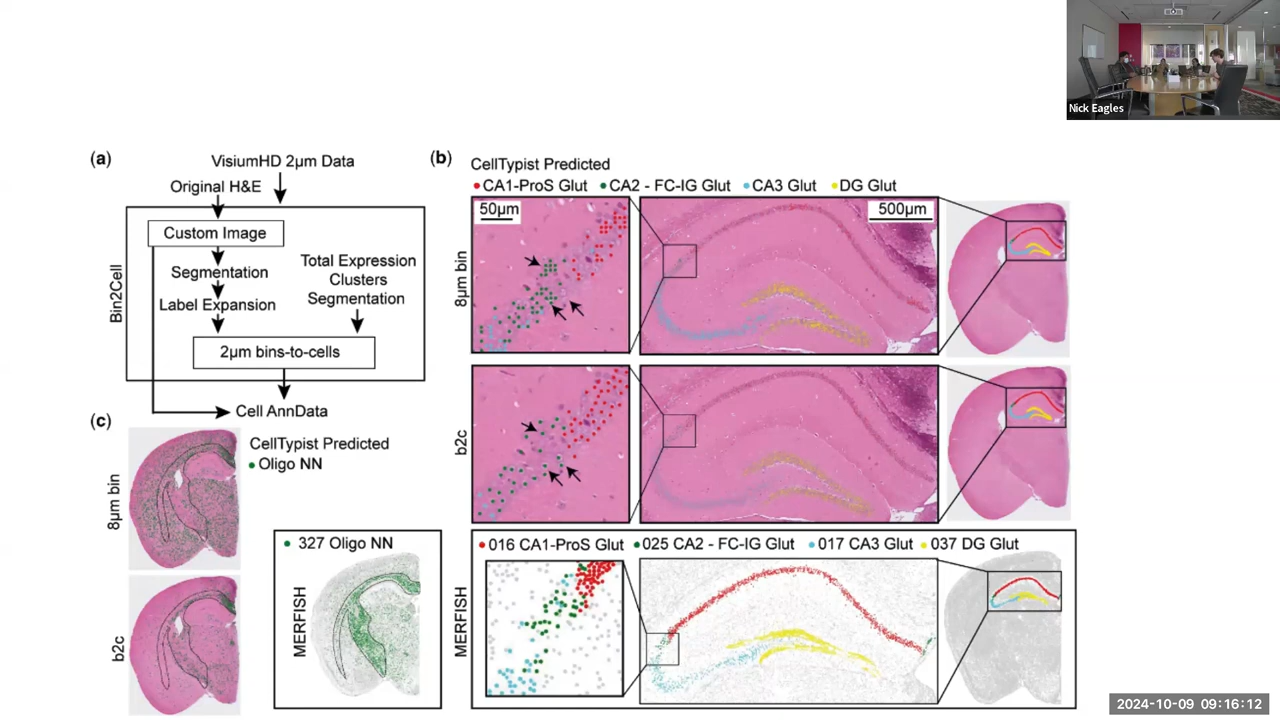 Nick Eagles
(a)
VisiumHD 2μm Data
Original H&E
Bin2Cell
Custom Image
Segmentation
Label Expansion
Total Expression
Clusters
Segmentation
2μm bins-to-cells
Cell AnnData
(b)
CellTypist Predicted
CA1-ProS Glut CA2 - FC-IG Glut CA3 Glut DG Glut
8μm bin
50μm
500μm
b2c
MERFISH
016 CA1-ProS Glut 025 CA2 - FC-IG Glut 017 CA3 Glut 037 DG Glut
(c)
CellTypist Predicted
Oligo NN
8μm bin
b2c
MERFISH
327 Oligo NN
2024-10-09 09:16:12